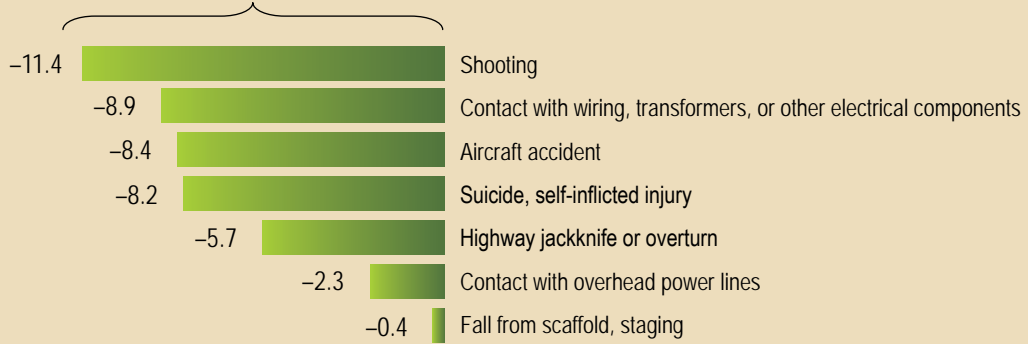 –11.4 Shooting
–8.9 Contact with wiring, transformers, or other electrical components
–8.4 Aircraft accident
–8.2 Suicide, self-inflicted injury
–5.7 Highway jackknife or overturn
–2.3 Contact with overhead power lines
–0.4 Fall from scaffold, staging